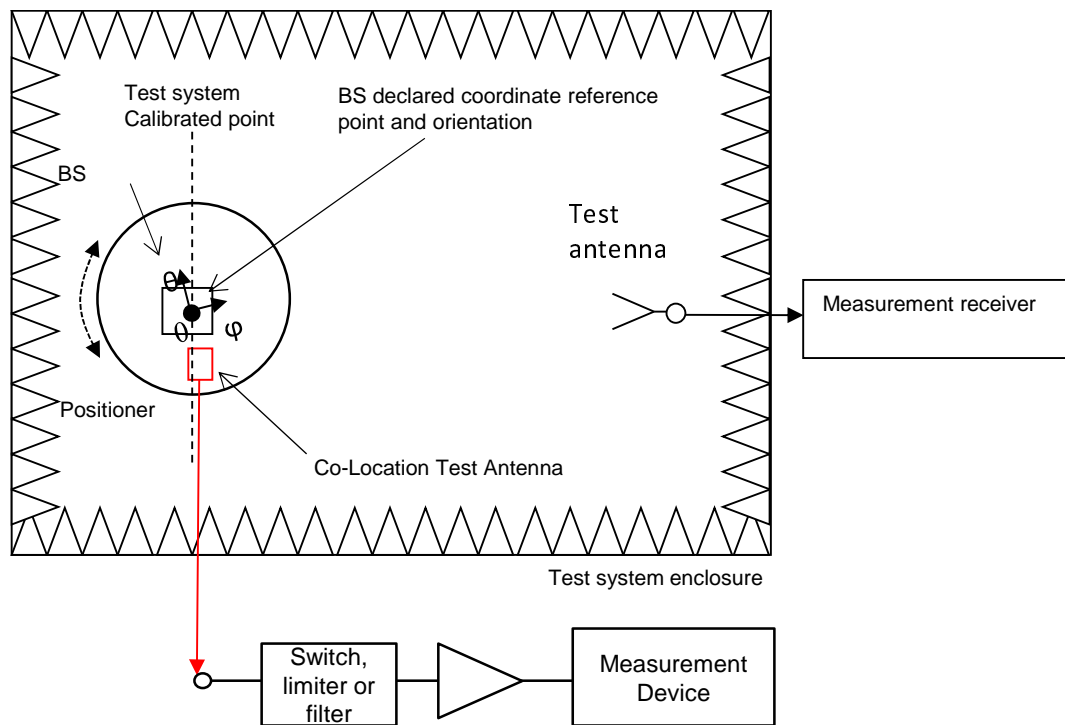 Test system
Calibrated point
BS declared coordinate reference
point and orientation
BS
Test
antenna
θ
θ
φ
Measurement receiver
Positioner
Co-Location Test Antenna
Test system enclosure
Switch,
limiter or
filter
Measurement
Device